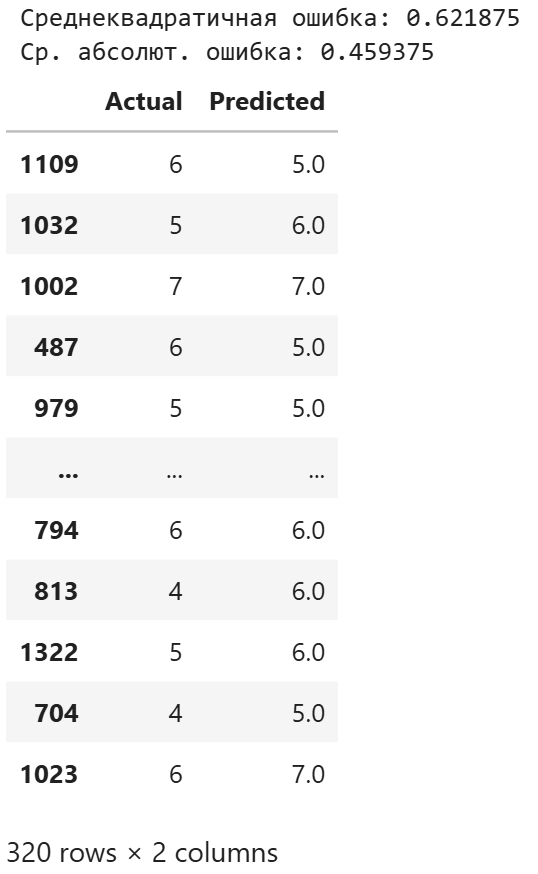 Среднеквадратичная ошибка: 0.621875
Ср. абсолют. ошибка: 0.459375
Actual Predicted
1109 6 5.0
1032 5 6.0
1002 7 7.0
487 6 5.0
979 5 5.0
... ... ...
794 6 6.0
813 4 6.0
1322 5 6.0
704 4 5.0
1023 6 7.0
320 rows × 2 columns